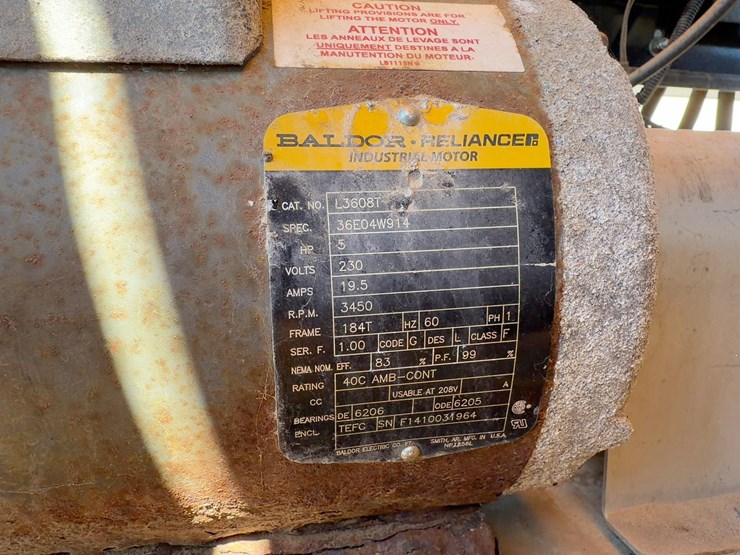 CAUTION
LIFTING PROVISIONS ARE FOR
LIFTING THE MOTOR ONLY.
ATTENTION
LES ANNEAUX DE LEVAGE SONT
UNIQUEMENT DESTINES A LA
MANUTENTION DU MOTEUR.
BALDOR • RELIANCE
INDUSTRIAL MOTOR
CAT. NO. L3608T
SPEC. 36E04W914
HP 5
VOLTS 230
AMPS 19.5
R.P.M. 3450
FRAME 184T HZ 60 PH 1
SER. F. 1.00 CODE G DES L CLASS F
NEMA NOM. EFF. 83 % P.F. 99 %
RATING 40C AMB-CONT
CC USABLE AT 208V A
BEARINGS DE 6206 ODE 6205
ENCL. TEFC SN F1410031964
BALDOR ELECTRIC CO. FT. SMITH, AR. MFG. IN U.S.A.